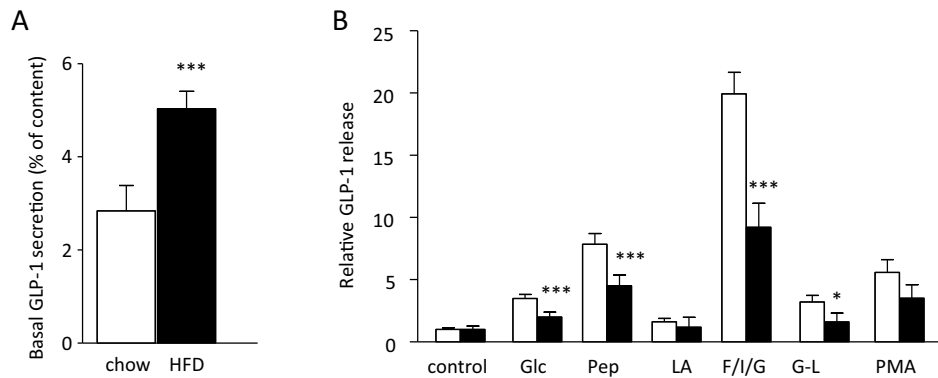 A
Basal GLP-1 secretion (% of content)
6
4
2
0
***
chow HFD
B
Relative GLP-1 release
25
20
15
10
5
0
***
***
***
*
control Glc Pep LA F/I/G G-L PMA